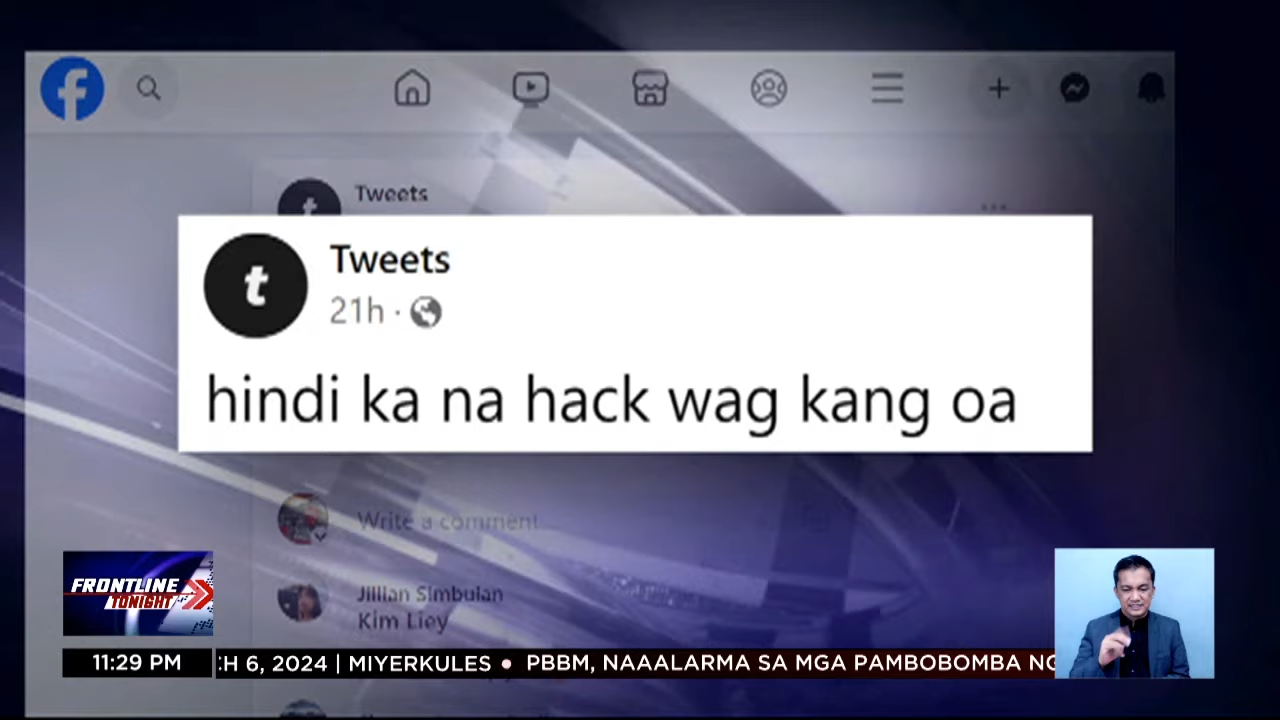 Tweets
t
Tweets
21h ·
hindi ka na hack wag kang oa
Write a comment
Jillian Simbulan
Kim Liey
FRONTLINE
TONIGHT
11:29 PM
CH 6, 2024 | MIYERKULES ● PBBM, NAAALARMA SA MGA PAMBOBOMBA NG